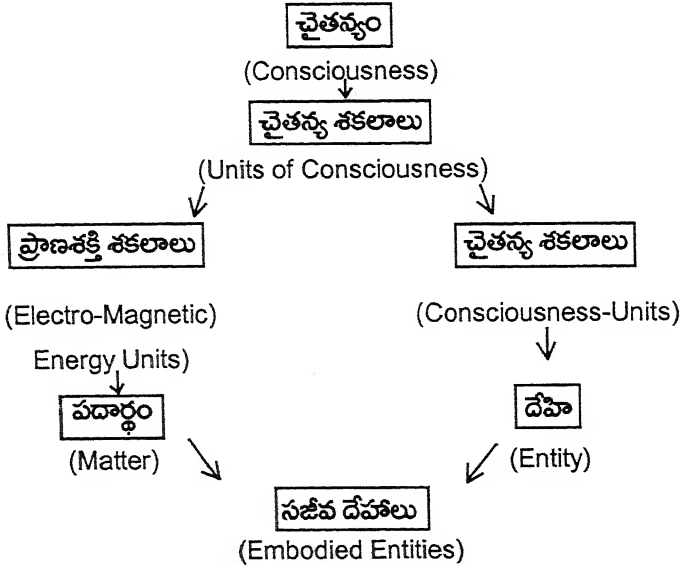 చైతన్యం
(Consciousness)
చైతన్య శకలాలు
(Units of Consciousness)
ప్రాణశక్తి శకలాలు
చైతన్య శకలాలు
(Electro-Magnetic)
(Consciousness-Units)
Energy Units)
పదార్థం
దేహి
(Matter)
(Entity)
సజీవ దేహాలు
(Embodied Entities)